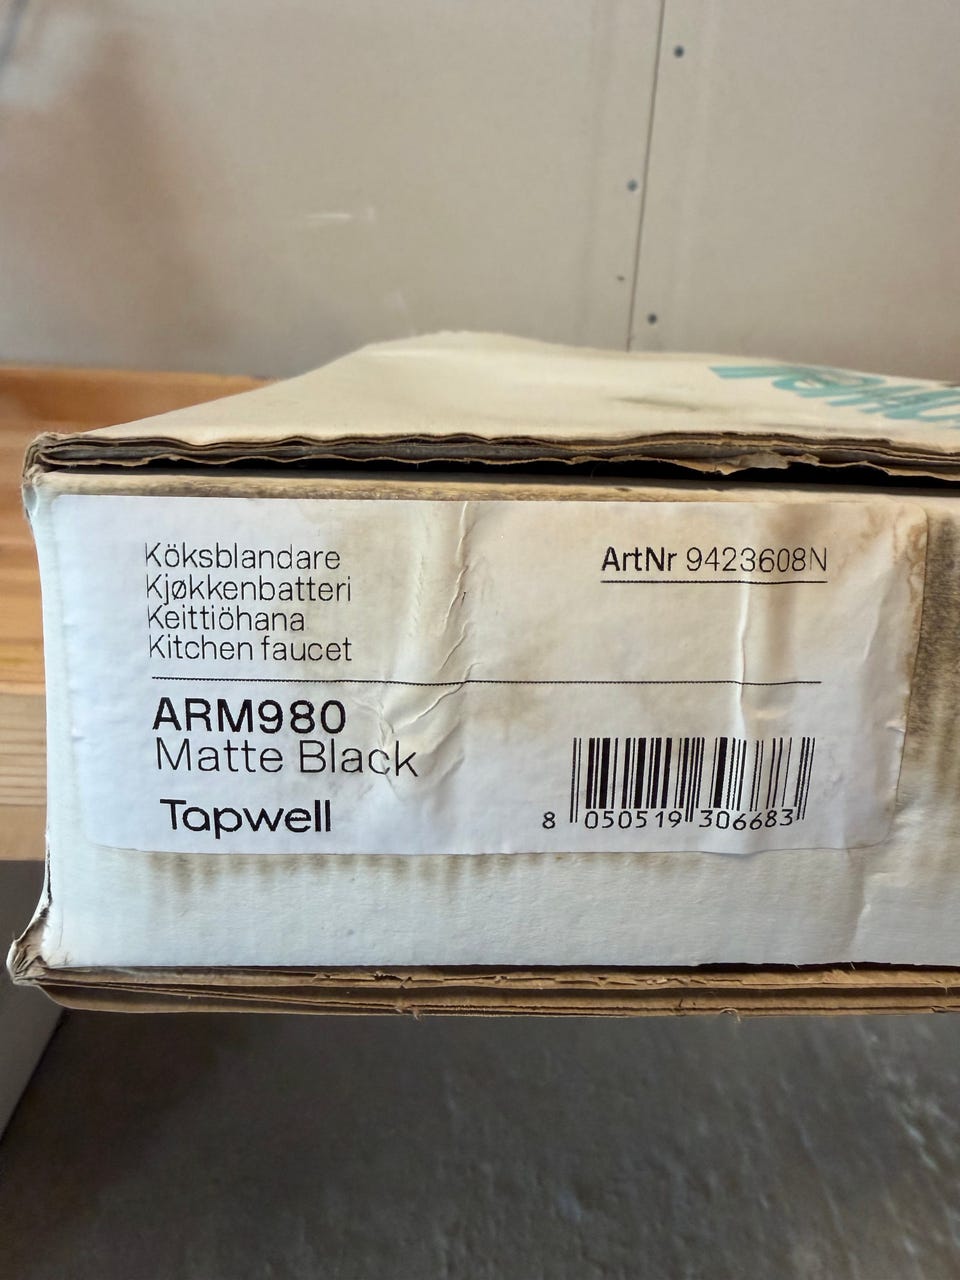 Köksblandare
Kjøkkenbatteri
Keittiöhana
Kitchen faucet
ArtNr 9423608N
ARM980
Matte Black
Tapwell
8 050519 306683